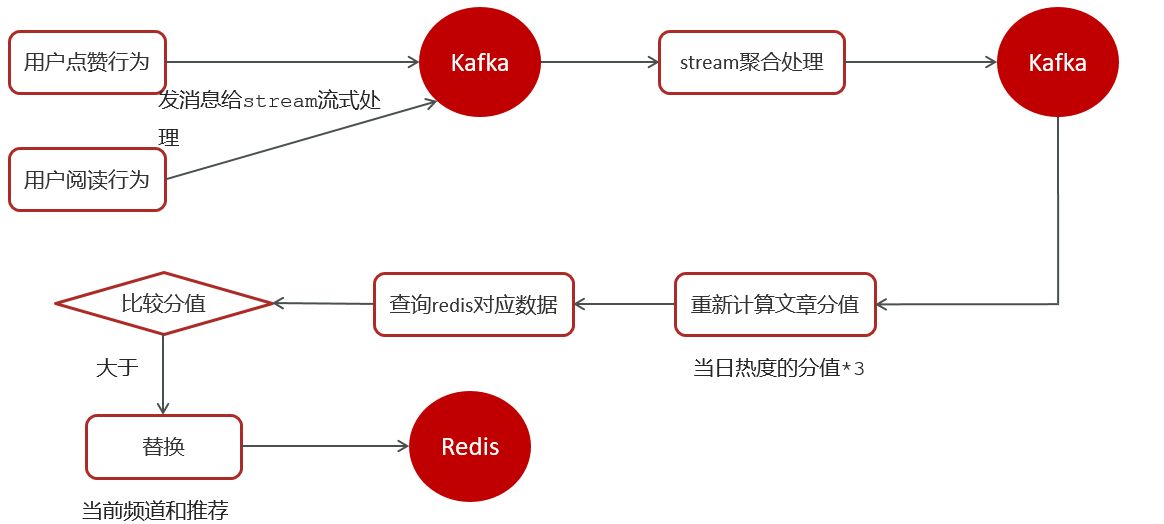 用户点赞行为
Kafka
stream聚合处理
Kafka
发消息给stream流式处
理
用户阅读行为
比较分值
查询redis对应数据
重新计算文章分值
大于
当日热度的分值*3
替换
Redis
当前频道和推荐